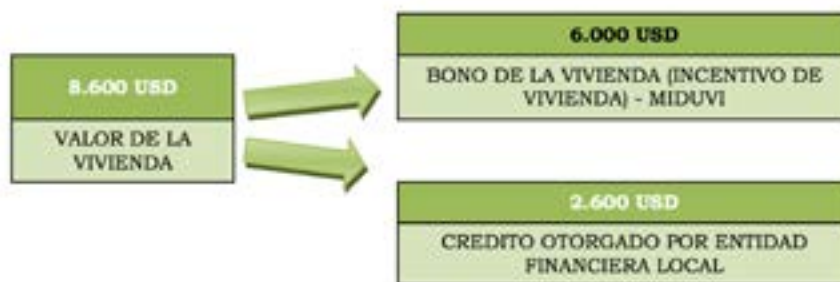 8.600 USD
VALOR DE LA
VIVIENDA
6.000 USD
BONO DE LA VIVIENDA (INCENTIVO DE
VIVIENDA) - MIDUVI
2.600 USD
CREDITO OTORGADO POR ENTIDAD
FINANCIERA LOCAL